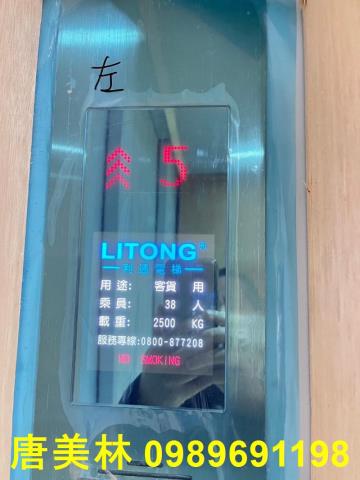 左
5
LITONG
利通電梯
用途: 客貨 用
乘員: 38 人
載重: 2500 KG
服務專線:0800-877208
NO SMOKING
唐美林 0989691198